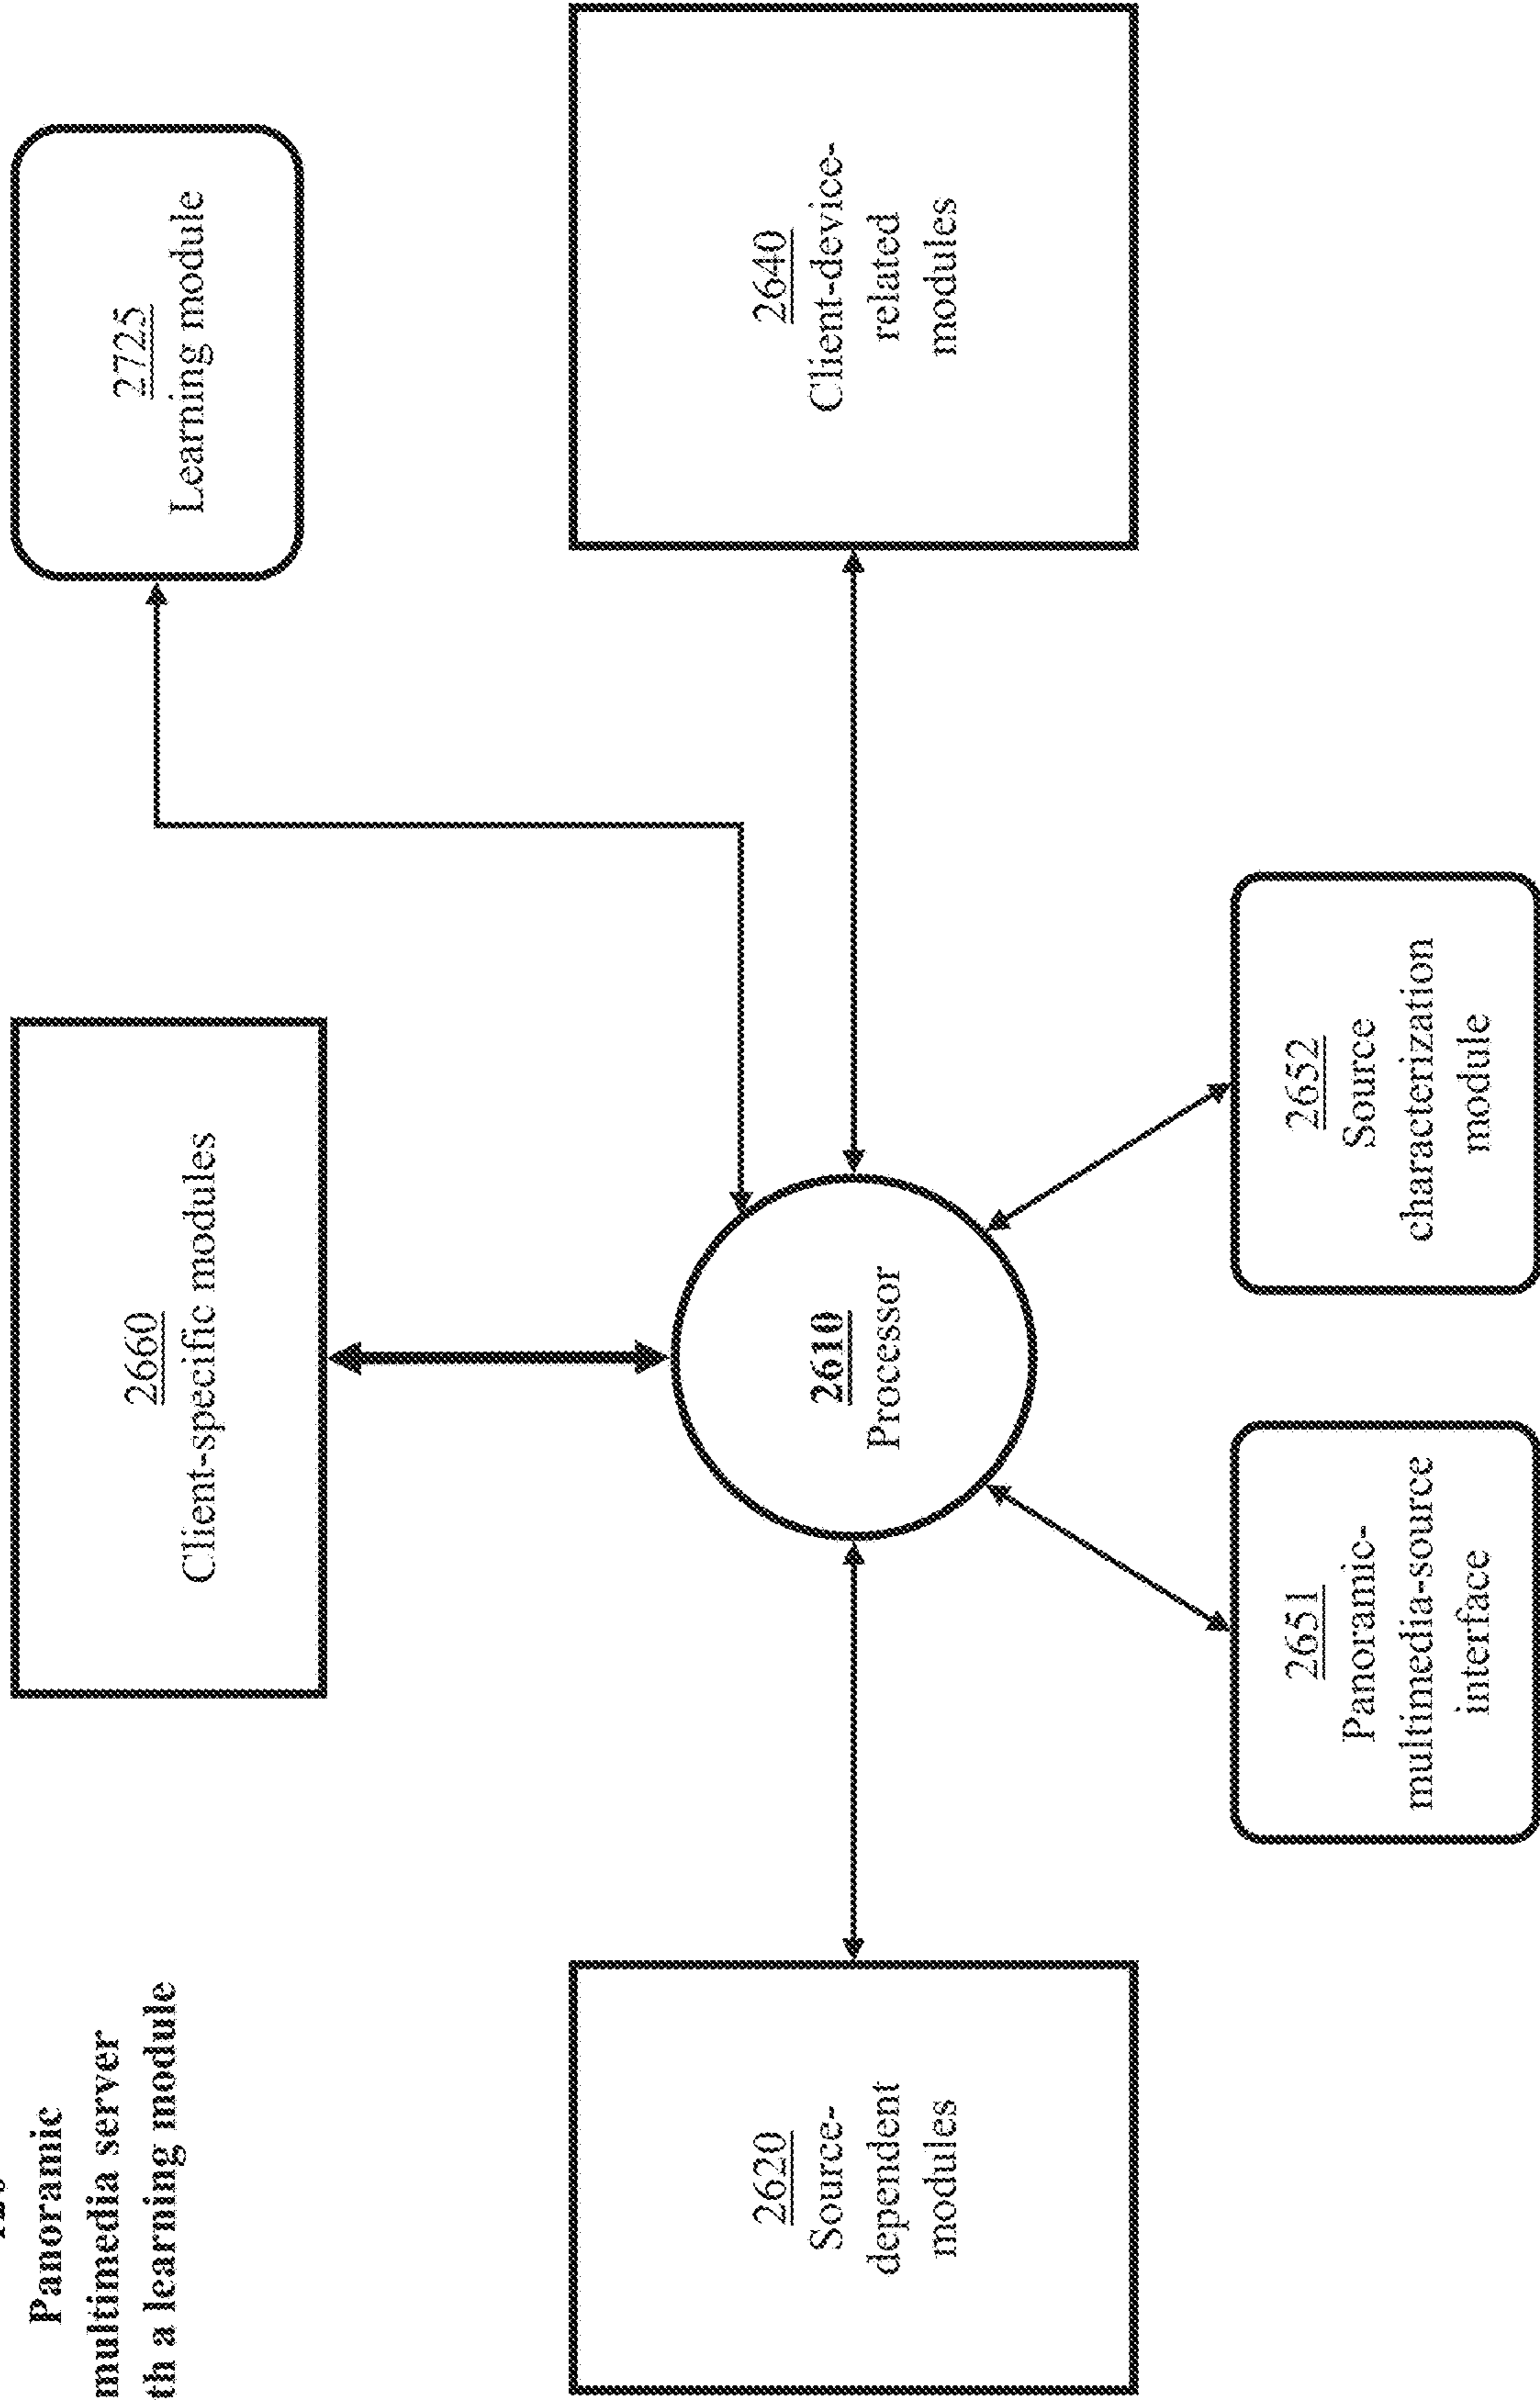 Panoramic
multimedia server
th a learning module
2660
Client-specific modules
2725
Learning module
2620
Source-
dependent
modules
2610
Processor
2640
Client-device-
related
modules
2651
Panoramic-
multimedia-source
interface
2652
Source
characterization
module